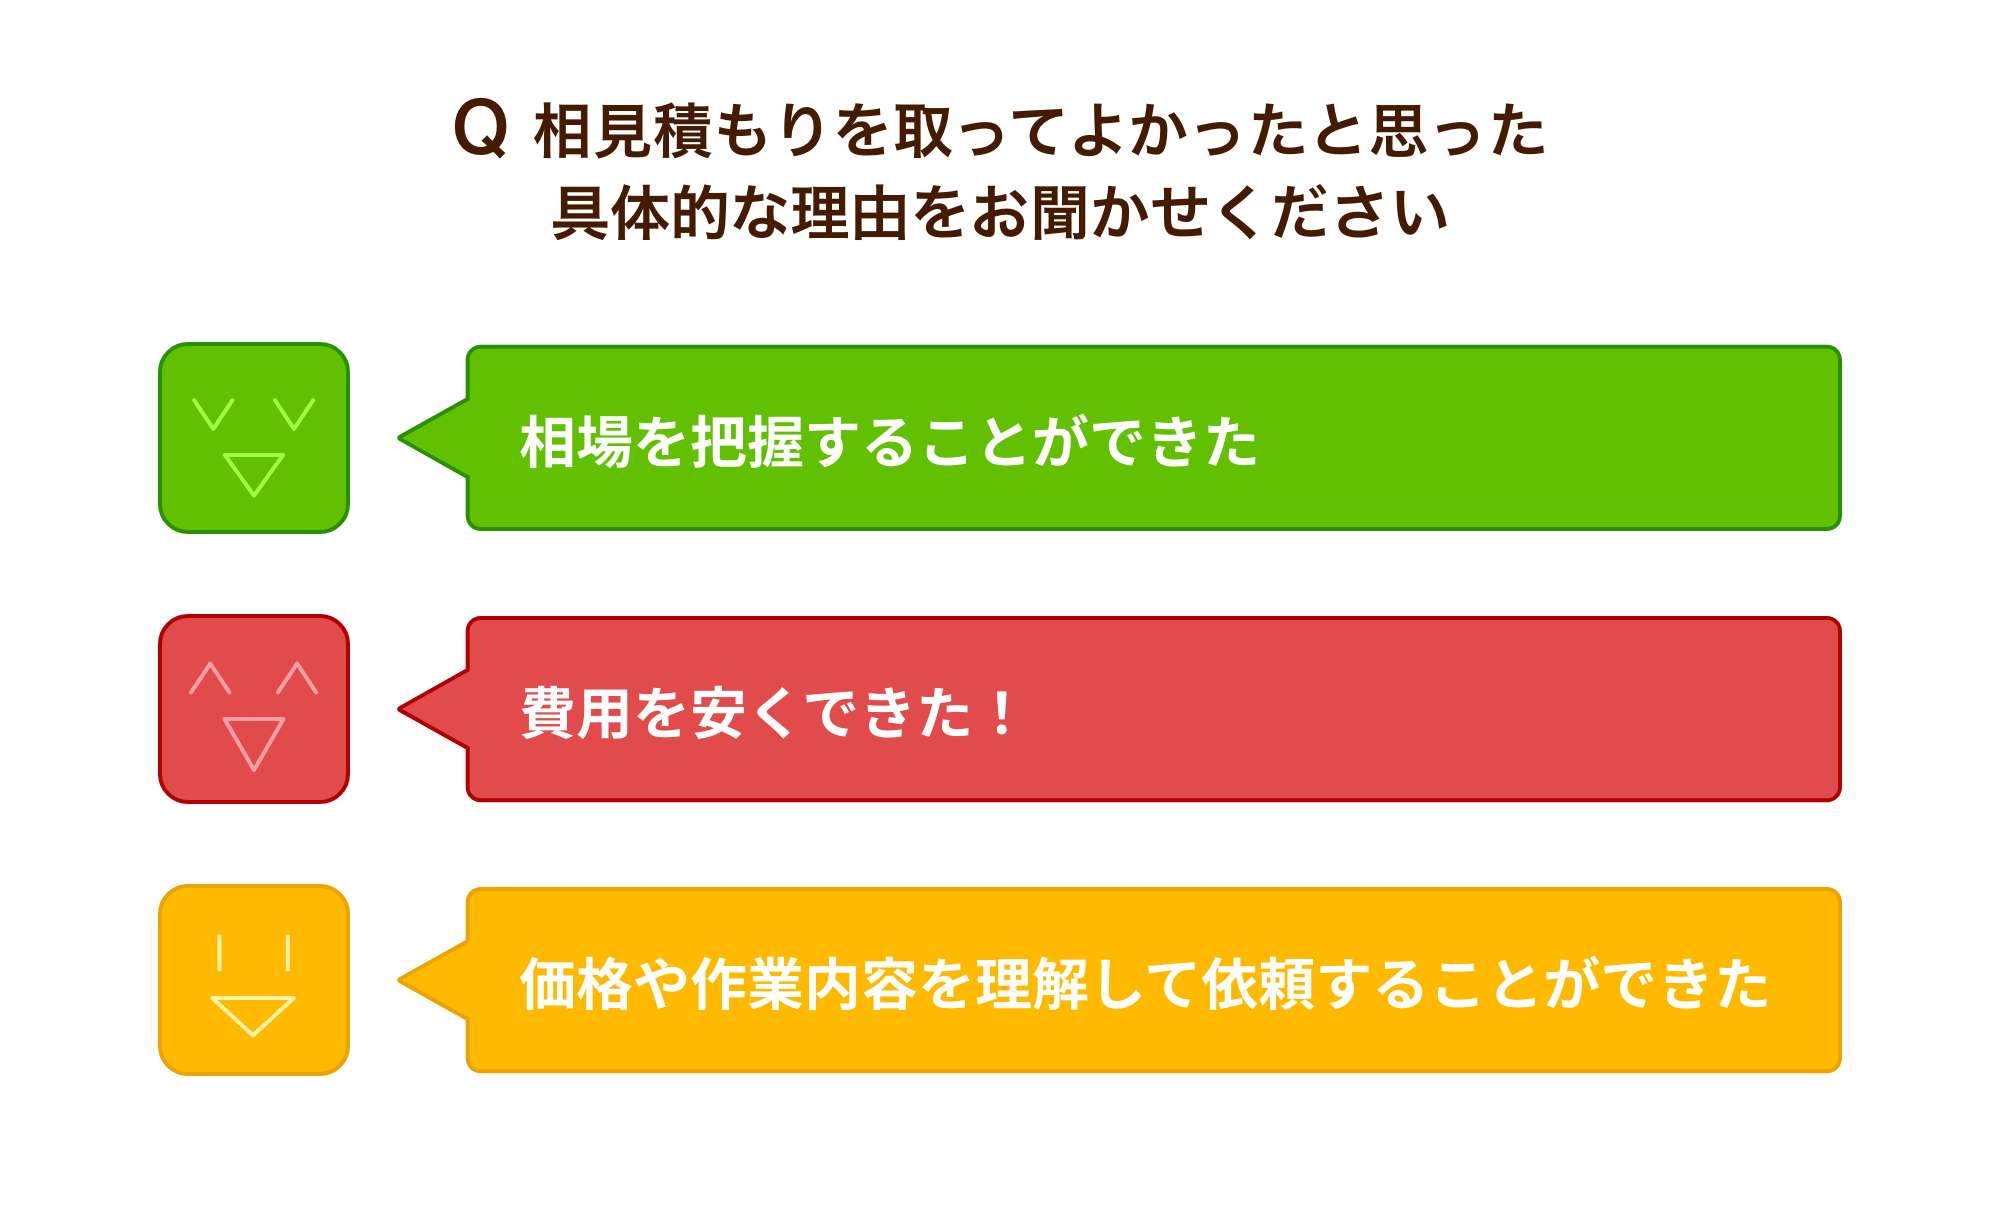 Q 相見積もりを取ってよかったと思った
具体的な理由をお聞かせください
相場を把握することができた
費用を安くできた！
価格や作業内容を理解して依頼することができた